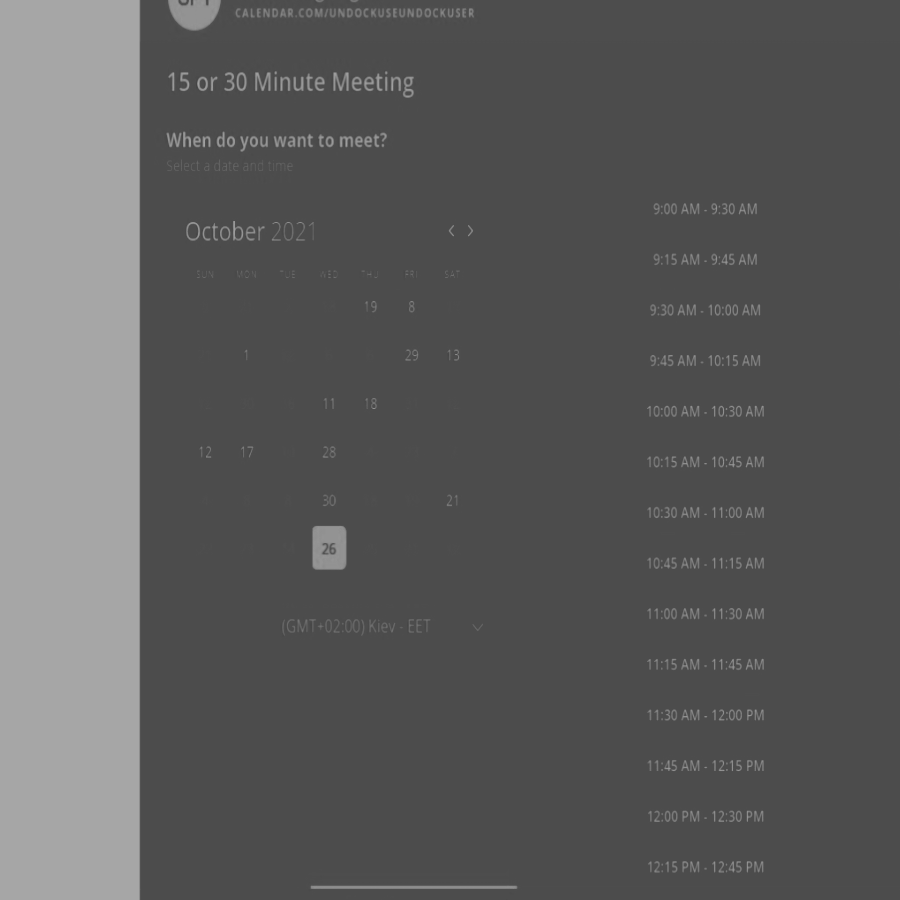 CALENDAR.COM/UNDOCKUSEUNDOCKUSER
15 or 30 Minute Meeting
When do you want to meet?
Select a date and time
October 2021
SUN MON TUE WED THU FRI SAT
19 8
1 29 13
11 18
12 17 28
30 21
26
(GMT+02:00) Kiev - EET
9:00 AM - 9:30 AM
9:15 AM - 9:45 AM
9:30 AM - 10:00 AM
9:45 AM - 10:15 AM
10:00 AM - 10:30 AM
10:15 AM - 10:45 AM
10:30 AM - 11:00 AM
10:45 AM - 11:15 AM
11:00 AM - 11:30 AM
11:15 AM - 11:45 AM
11:30 AM - 12:00 PM
11:45 AM - 12:15 PM
12:00 PM - 12:30 PM
12:15 PM - 12:45 PM